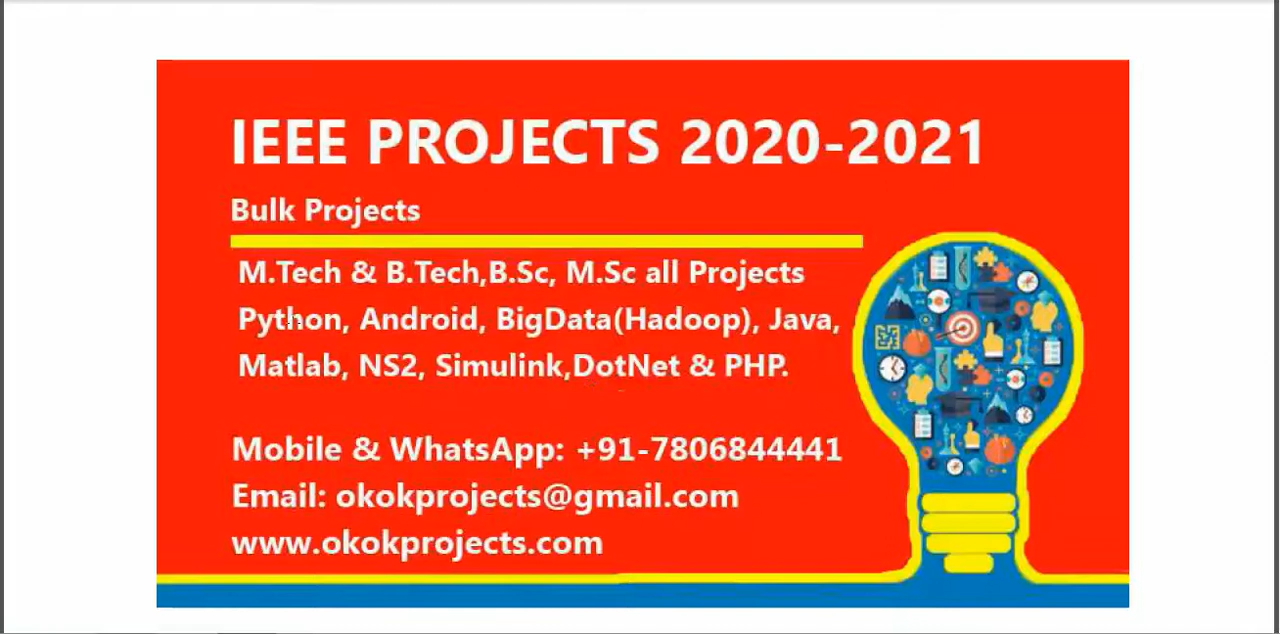 IEEE PROJECTS 2020-2021
Bulk Projects
M.Tech & B.Tech,B.Sc, M.Sc all Projects
Python, Android, BigData(Hadoop), Java,
Matlab, NS2, Simulink,DotNet & PHP.
Mobile & WhatsApp: +91-7806844441
Email: okokprojects@gmail.com
www.okokprojects.com